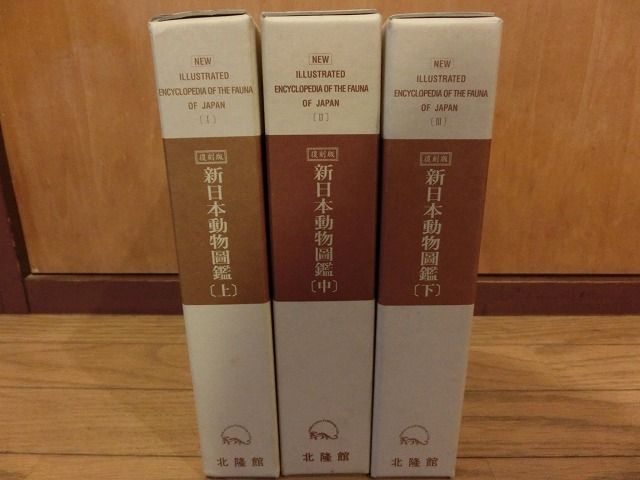 NEW
ILLUSTRATED
ENCYCLOPEDIA OF THE FAUNA
OF JAPAN
〔Ⅰ〕
復刻版
新日本動物圖鑑〔上〕
北隆館
NEW
ILLUSTRATED
ENCYCLOPEDIA OF THE FAUNA
OF JAPAN
〔Ⅱ〕
復刻版
新日本動物圖鑑〔中〕
北隆館
NEW
ILLUSTRATED
ENCYCLOPEDIA OF THE FAUNA
OF JAPAN
〔Ⅲ〕
復刻版
新日本動物圖鑑〔下〕
北隆館